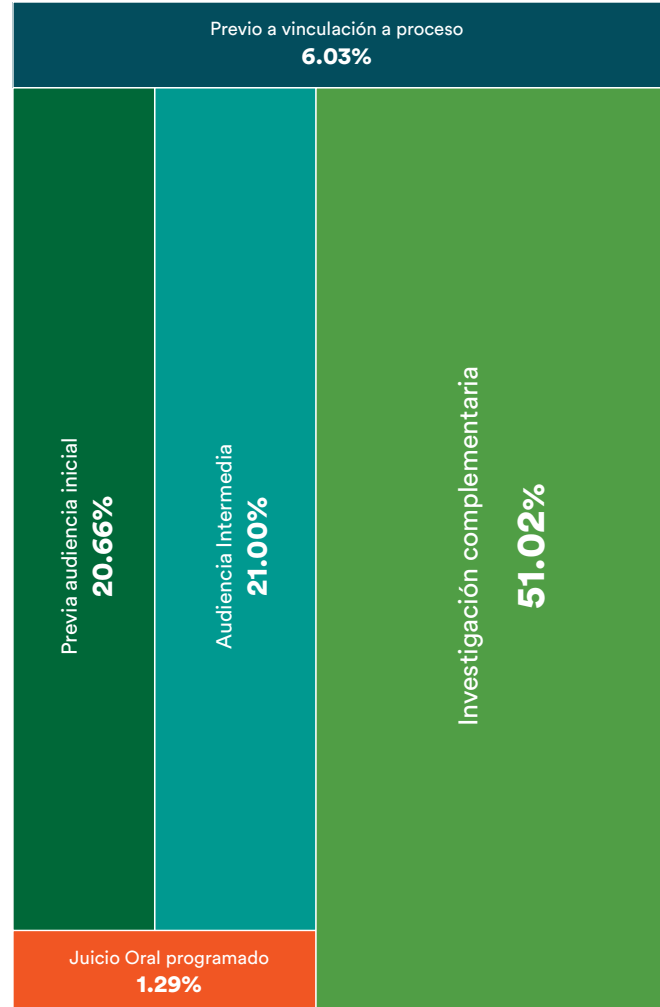 Previo a vinculación a proceso
6.03%
Previa audiencia inicial
20.66%
Audiencia Intermedia
21.00%
Investigación complementaria
51.02%
Juicio Oral programado
1.29%